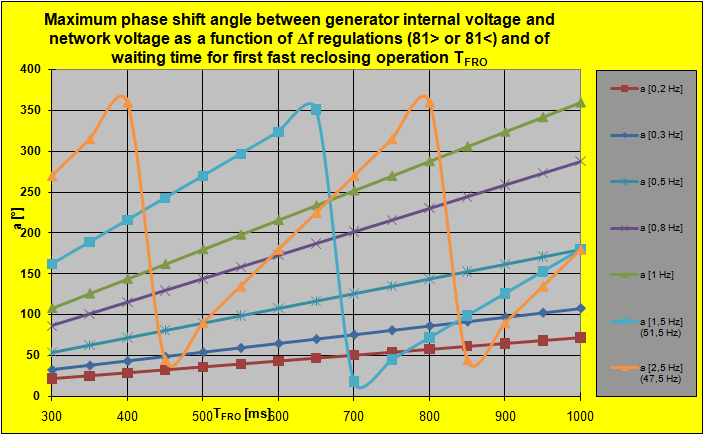 Maximum phase shift angle between generator internal voltage and
network voltage as a function of Δf regulations (81> or 81<) and of
waiting time for first fast reclosing operation TFRO
400
350
300
250
200
150
100
50
0
a [°]
300 400 500 600 700 800 900 1000
TFRO [ms]
a [0,2 Hz]
a [0,3 Hz]
a [0,5 Hz]
a [0,8 Hz]
a [1 Hz]
a [1,5 Hz]
(51,5 Hz)
a [2,5 Hz]
(47,5 Hz)